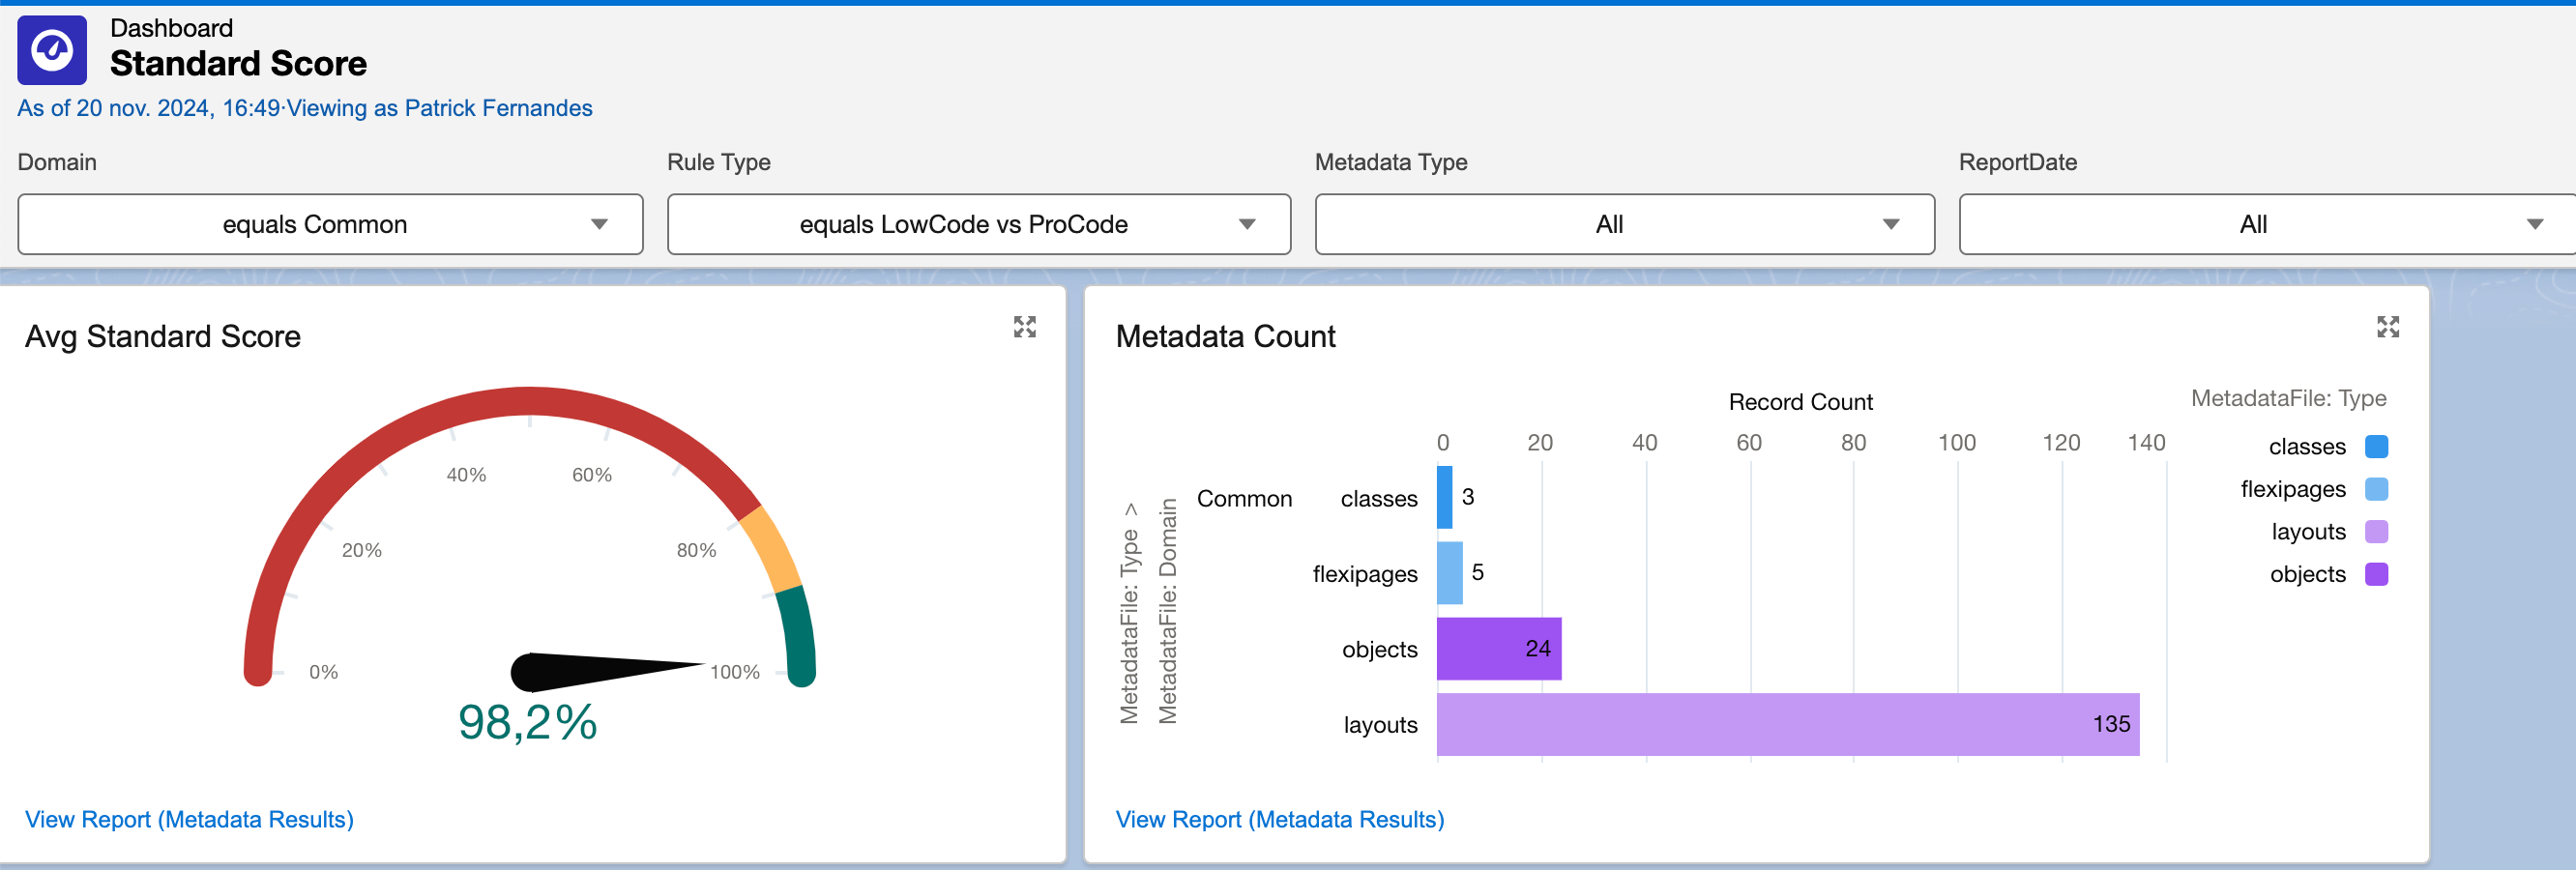 Dashboard
Standard Score
As of 20 nov. 2024, 16:49·Viewing as Patrick Fernandes
Domain
equals Common
Rule Type
equals LowCode vs ProCode
Metadata Type
All
ReportDate
All
Avg Standard Score
0%
20%
40%
60%
80%
100%
98,2%
View Report (Metadata Results)
Metadata Count
Record Count
0 20 40 60 80 100 120 140
MetadataFile: Type >
MetadataFile: Domain
Common
classes 3
flexipages 5
objects 24
layouts 135
MetadataFile: Type
classes
flexipages
layouts
objects
View Report (Metadata Results)